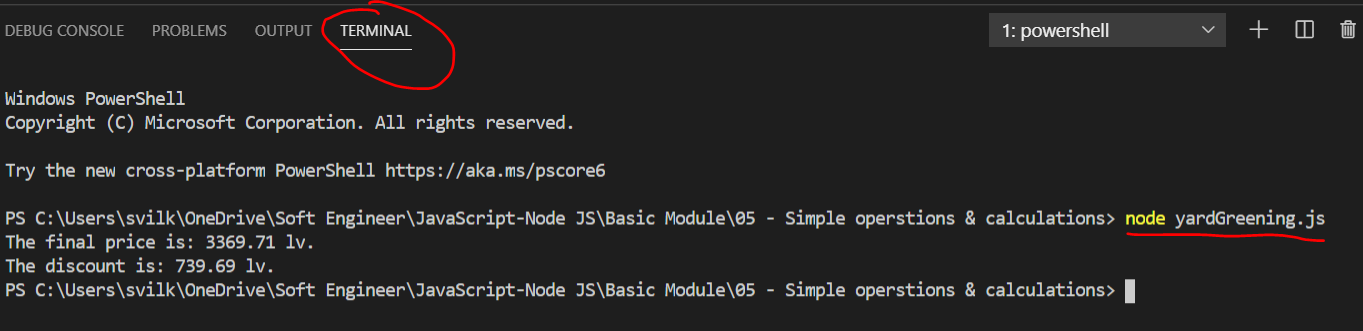 DEBUG CONSOLE PROBLEMS OUTPUT TERMINAL 1: powershell
Windows PowerShell
Copyright (C) Microsoft Corporation. All rights reserved.
Try the new cross-platform PowerShell https://aka.ms/pscore6
PS C:\Users\svilk\OneDrive\Soft Engineer\JavaScript-Node JS\Basic Module\05 - Simple operstions & calculations> node yardGreening.js
The final price is: 3369.71 lv.
The discount is: 739.69 lv.
PS C:\Users\svilk\OneDrive\Soft Engineer\JavaScript-Node JS\Basic Module\05 - Simple operstions & calculations>